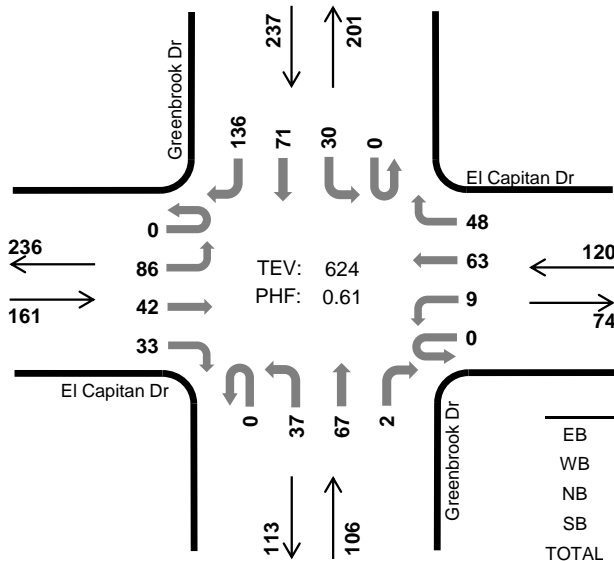 Greenbrook Dr
237
201
136
71
30
0
El Capitan Dr
0
48
236
86
TEV: 624
63
120
161
42
PHF: 0.61
9
74
33
0
El Capitan Dr
0
37
67
2
Greenbrook Dr
113
106
EB
WB
NB
SB
TOTAL